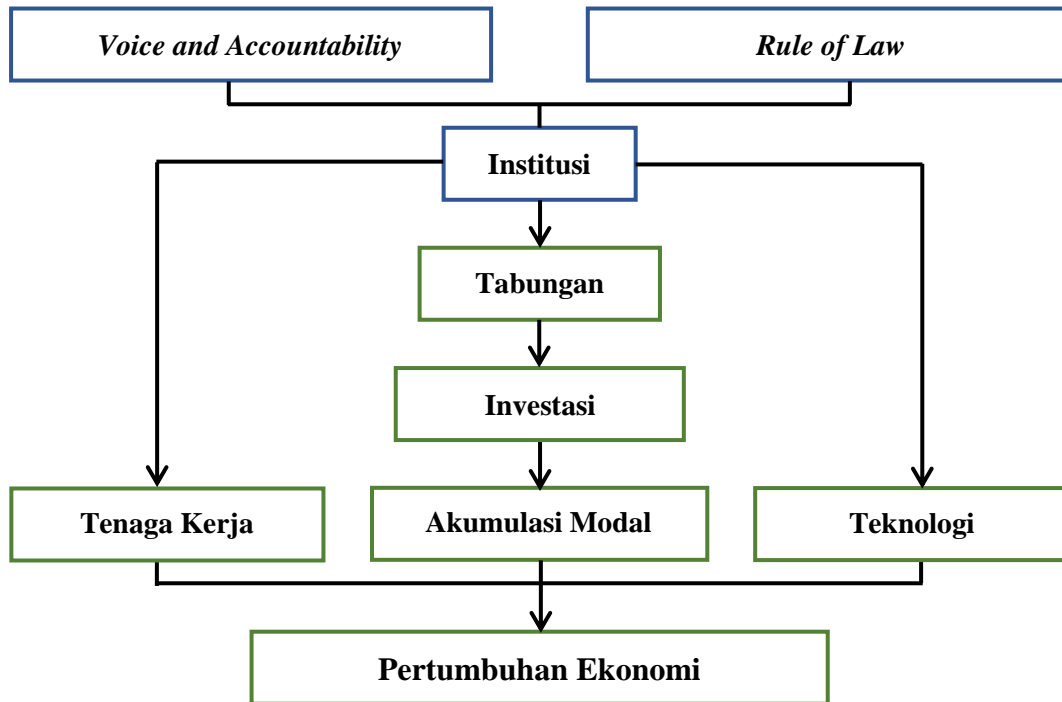 Voice and Accountability
Rule of Law
Institusi
Tabungan
Investasi
Tenaga Kerja
Akumulasi Modal
Teknologi
Pertumbuhan Ekonomi